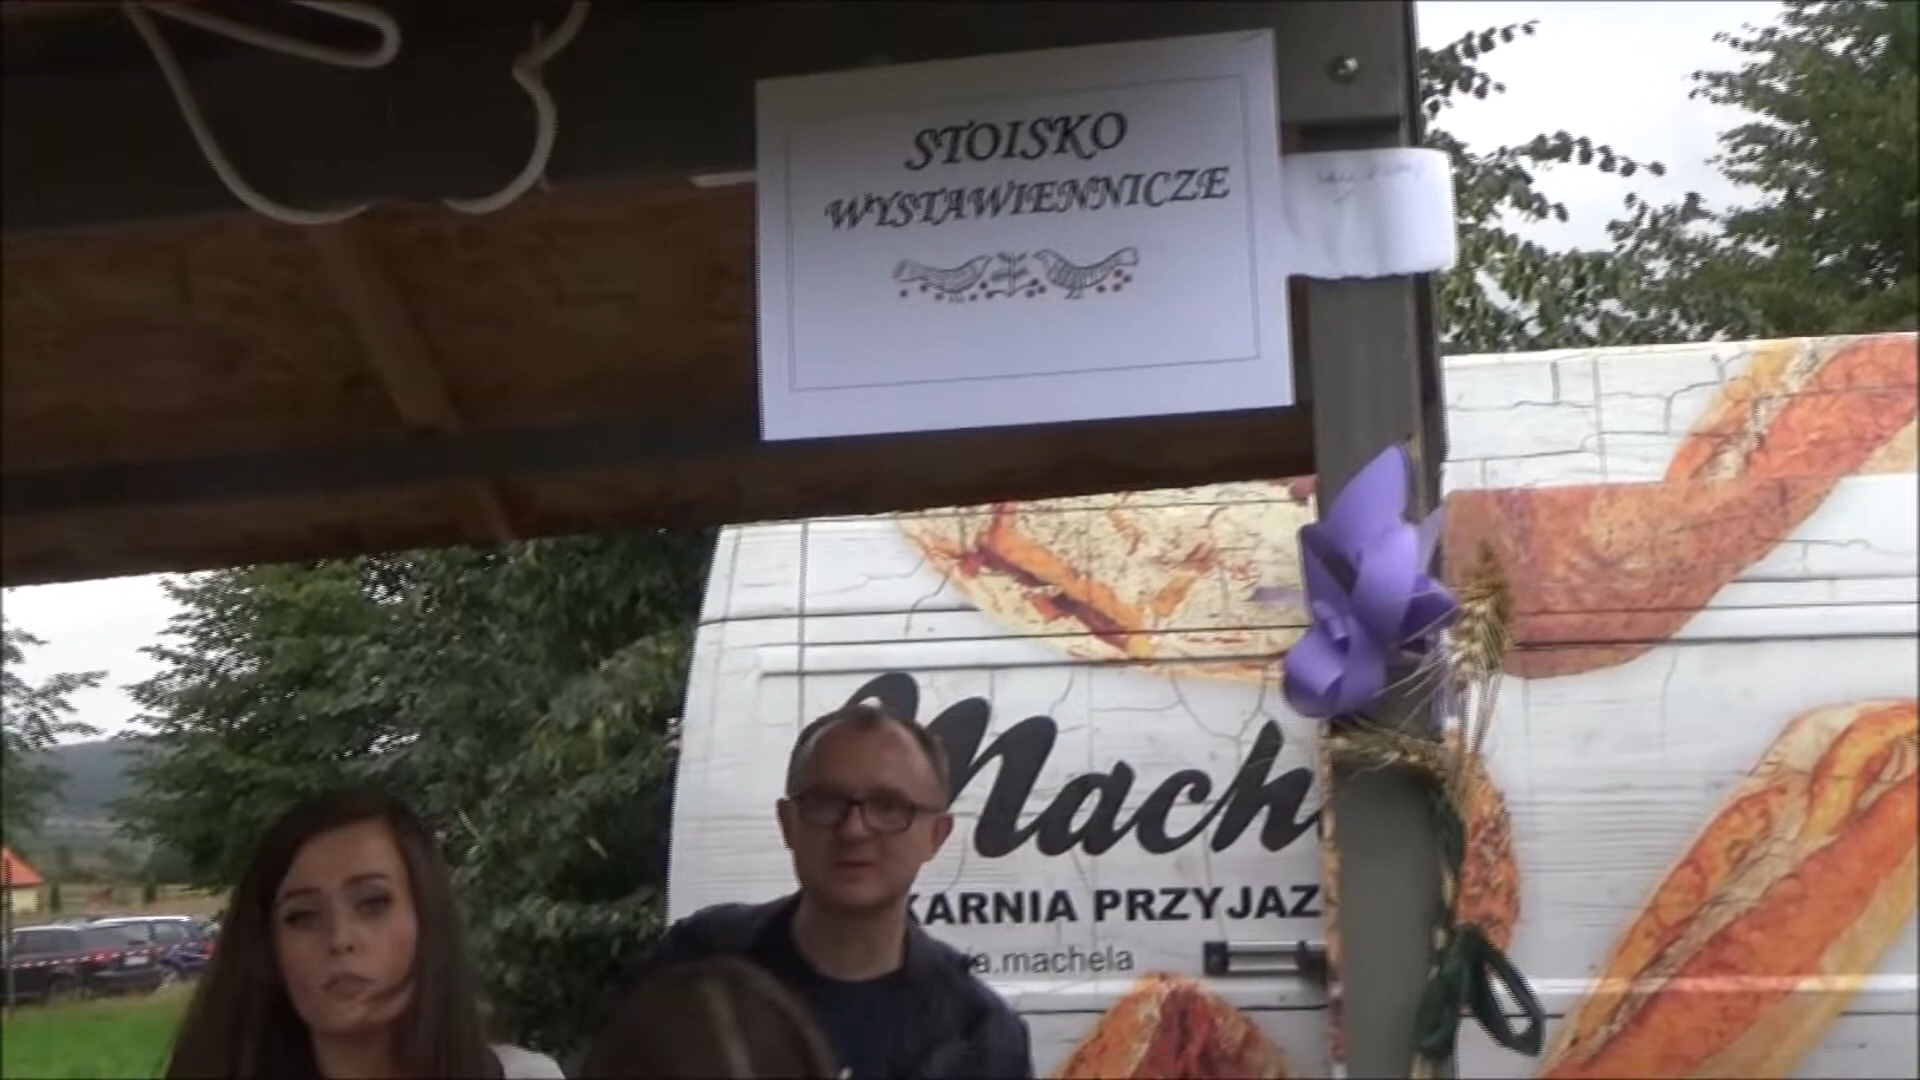 STOISKO
WYSTAWIENNICZE
Mach
KARNIA PRZYJAZ
a.machela